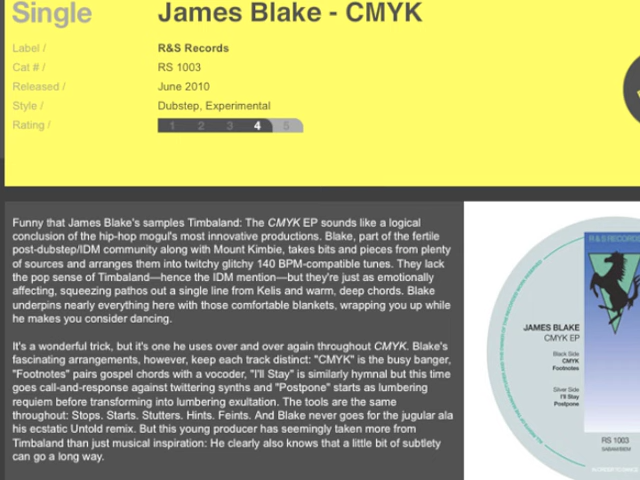 Single
James Blake - CMYK
Label /
R&S Records
Cat # /
RS 1003
Released /
June 2010
Style /
Dubstep, Experimental
Rating /
1 2 3 4 5
Funny that James Blake's samples Timbaland: The CMYK EP sounds like a logical
conclusion of the hip-hop mogul's most innovative productions. Blake, part of the fertile
post-dubstep/IDM community along with Mount Kimbie, takes bits and pieces from plenty
of sources and arranges them into twitchy glitchy 140 BPM-compatible tunes. They lack
the pop sense of Timbaland—hence the IDM mention—but they're just as emotionally
affecting, squeezing pathos out a single line from Kelis and warm, deep chords. Blake
underpins nearly everything here with those comfortable blankets, wrapping you up while
he makes you consider dancing.
It's a wonderful trick, but it's one he uses over and over again throughout CMYK. Blake's
fascinating arrangements, however, keep each track distinct: "CMYK" is the busy banger,
"Footnotes" pairs gospel chords with a vocoder, "I'll Stay" is similarly hymnal but this time
goes call-and-response against twittering synths and "Postpone" starts as lumbering
requiem before transforming into lumbering exultation. The tools are the same
throughout: Stops. Starts. Stutters. Hints. Feints. And Blake never goes for the jugular ala
his ecstatic Untold remix. But this young producer has seemingly taken more from
Timbaland than just musical inspiration: He clearly also knows that a little bit of subtlety
can go a long way.
R&S RECORDS
JAMES BLAKE
CMYK EP
Black Side
CMYK
Footnotes
Silver Side
I'll Stay
Postpone
RS 1003